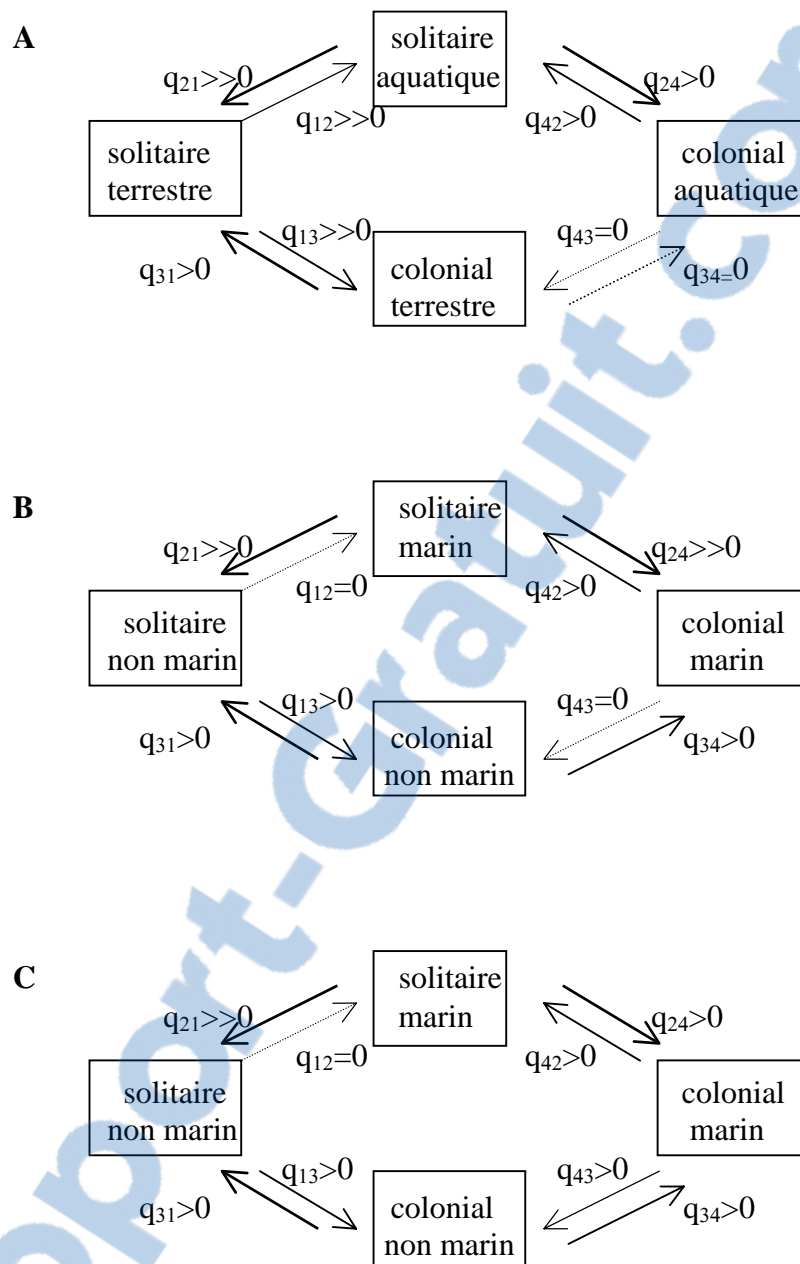 A
solitaire
aquatique
q21>>0
q24>0
q12>>0
q42>0
solitaire
terrestre
colonial
aquatique
q13>>0
q43=0
q31>0
colonial
terrestre
q34=0
B
solitaire
marin
q21>>0
q24>>0
q12=0
q42>0
solitaire
non marin
colonial
marin
q13>0
q43=0
q31>0
colonial
non marin
q34>0
C
solitaire
marin
q21>>0
q24>0
q12=0
q42>0
solitaire
non marin
colonial
marin
q13>0
q43>0
q31>0
colonial
non marin
q34>0
pport-Gratuit.co